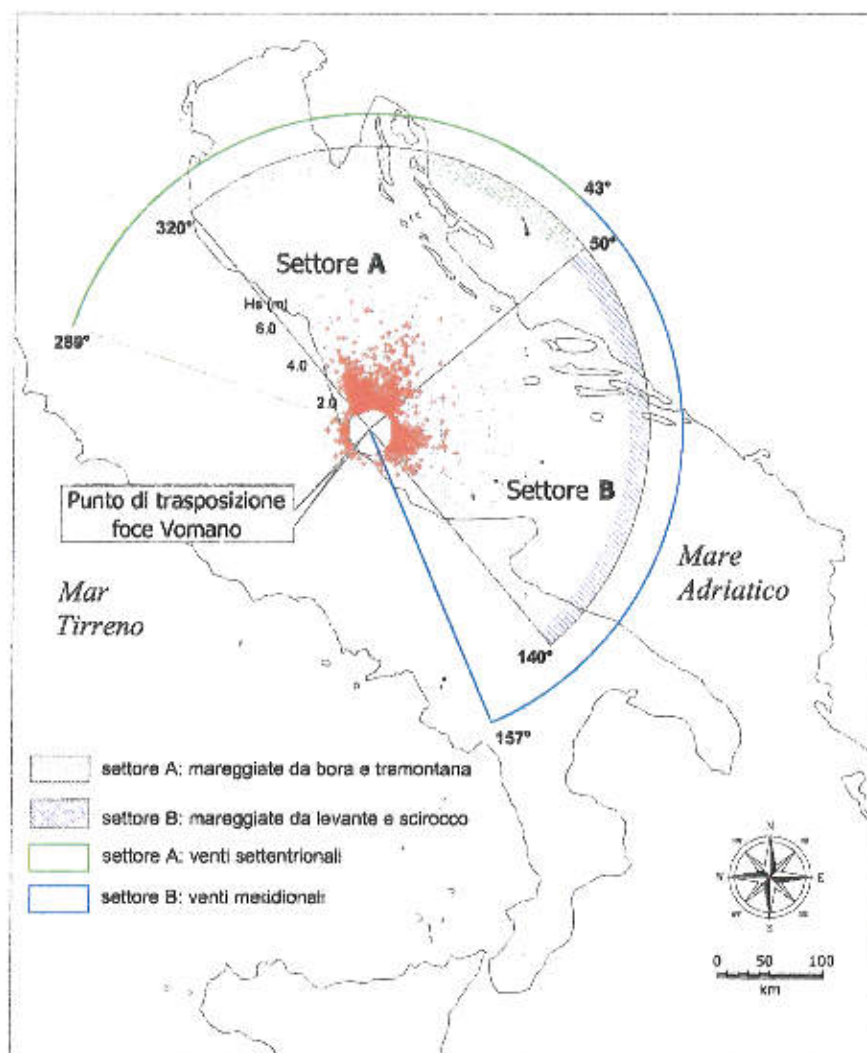 43°
320°
50°
Settore A
Hs (m)
6.0
289°
4.0
2.0
Settore B
Punto di trasposizione
foce Vomano
Mare
Adriatico
Mar
Tirreno
140°
157°
settore A: mareggiate da bora e tramontana
settore B: mareggiate da levante e scirocco
settore A: venti settentrionali
settore B: venti meridionali
N
W
E
S
0 50 100
km